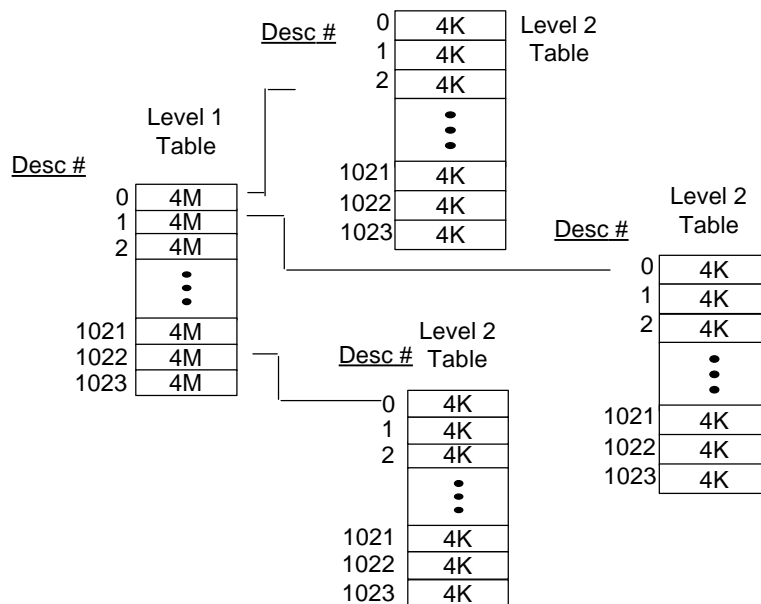 Desc #
0 4K
1 4K
2 4K
1021 4K
1022 4K
1023 4K
Level 2
Table
Level 1
Table
Desc #
0 4M
1 4M
2 4M
1021 4M
1022 4M
1023 4M
Level 2
Table
Desc #
0 4K
1 4K
2 4K
1021 4K
1022 4K
1023 4K
Level 2
Table
Desc #
0 4K
1 4K
2 4K
1021 4K
1022 4K
1023 4K